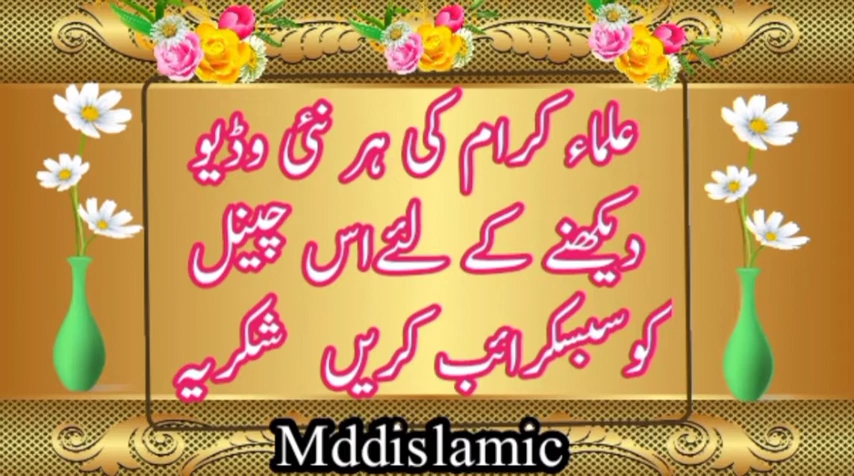 علماء کرام کی ہر نئی وڈیو
دیکھنے کے لئے اس چینل
کو سبسکرائب کریں شکریہ
Mddislamic